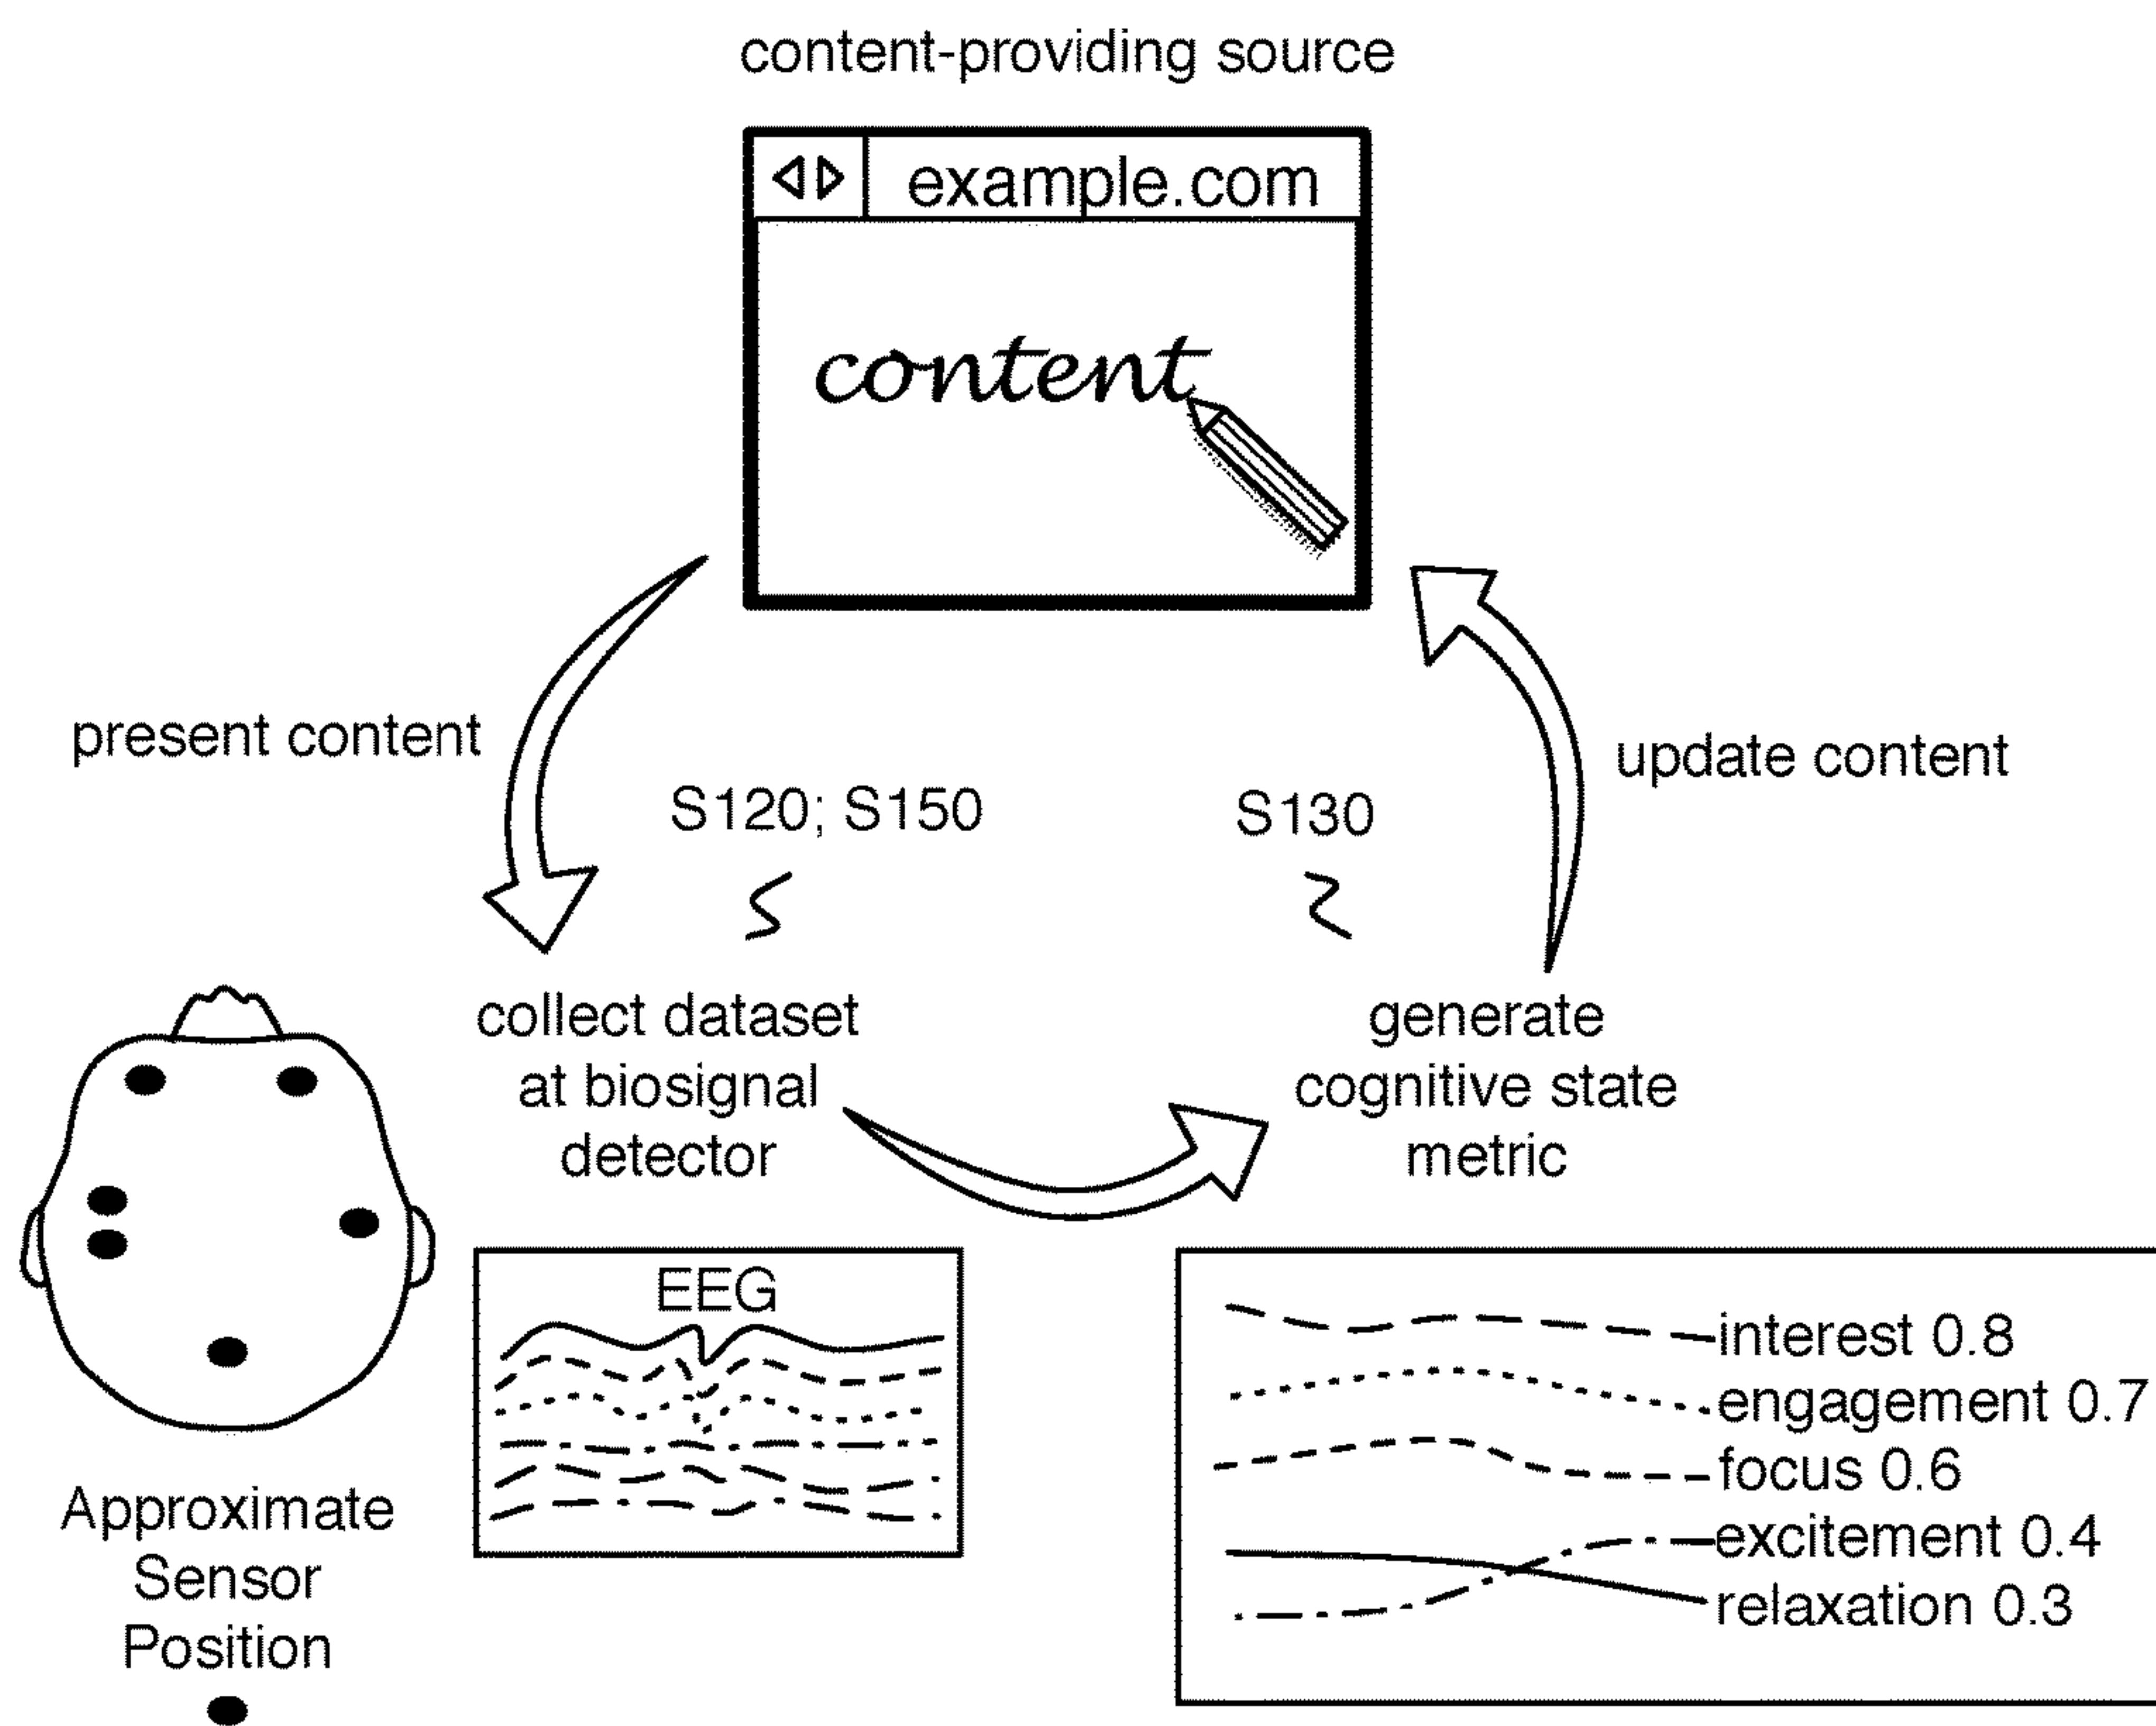 content-providing source
example.com
content
present content
update content
S120; S150
S130
collect dataset
at biosignal
detector
generate
cognitive state
metric
EEG
interest 0.8
engagement 0.7
focus 0.6
excitement 0.4
relaxation 0.3
Approximate
Sensor
Position